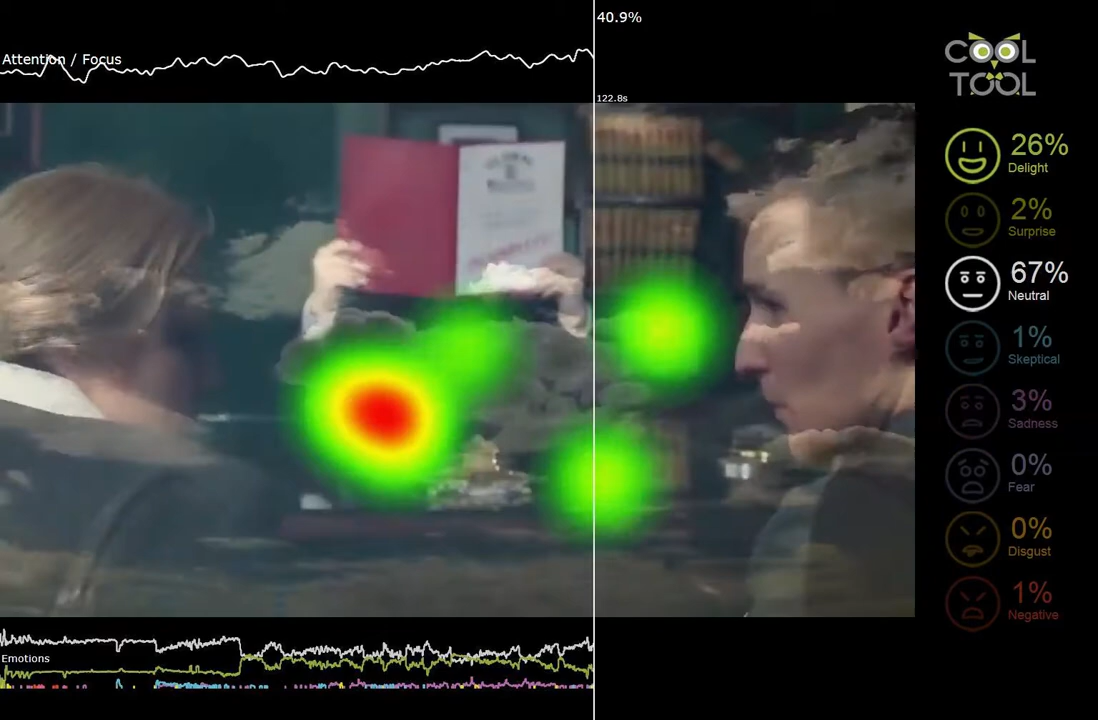 40.9%
Attention / Focus
122.8s
COOL
TOOL
26%
Delight
2%
Surprise
67%
Neutral
1%
Skeptical
3%
Sadness
0%
Fear
0%
Disgust
1%
Negative
Emotions